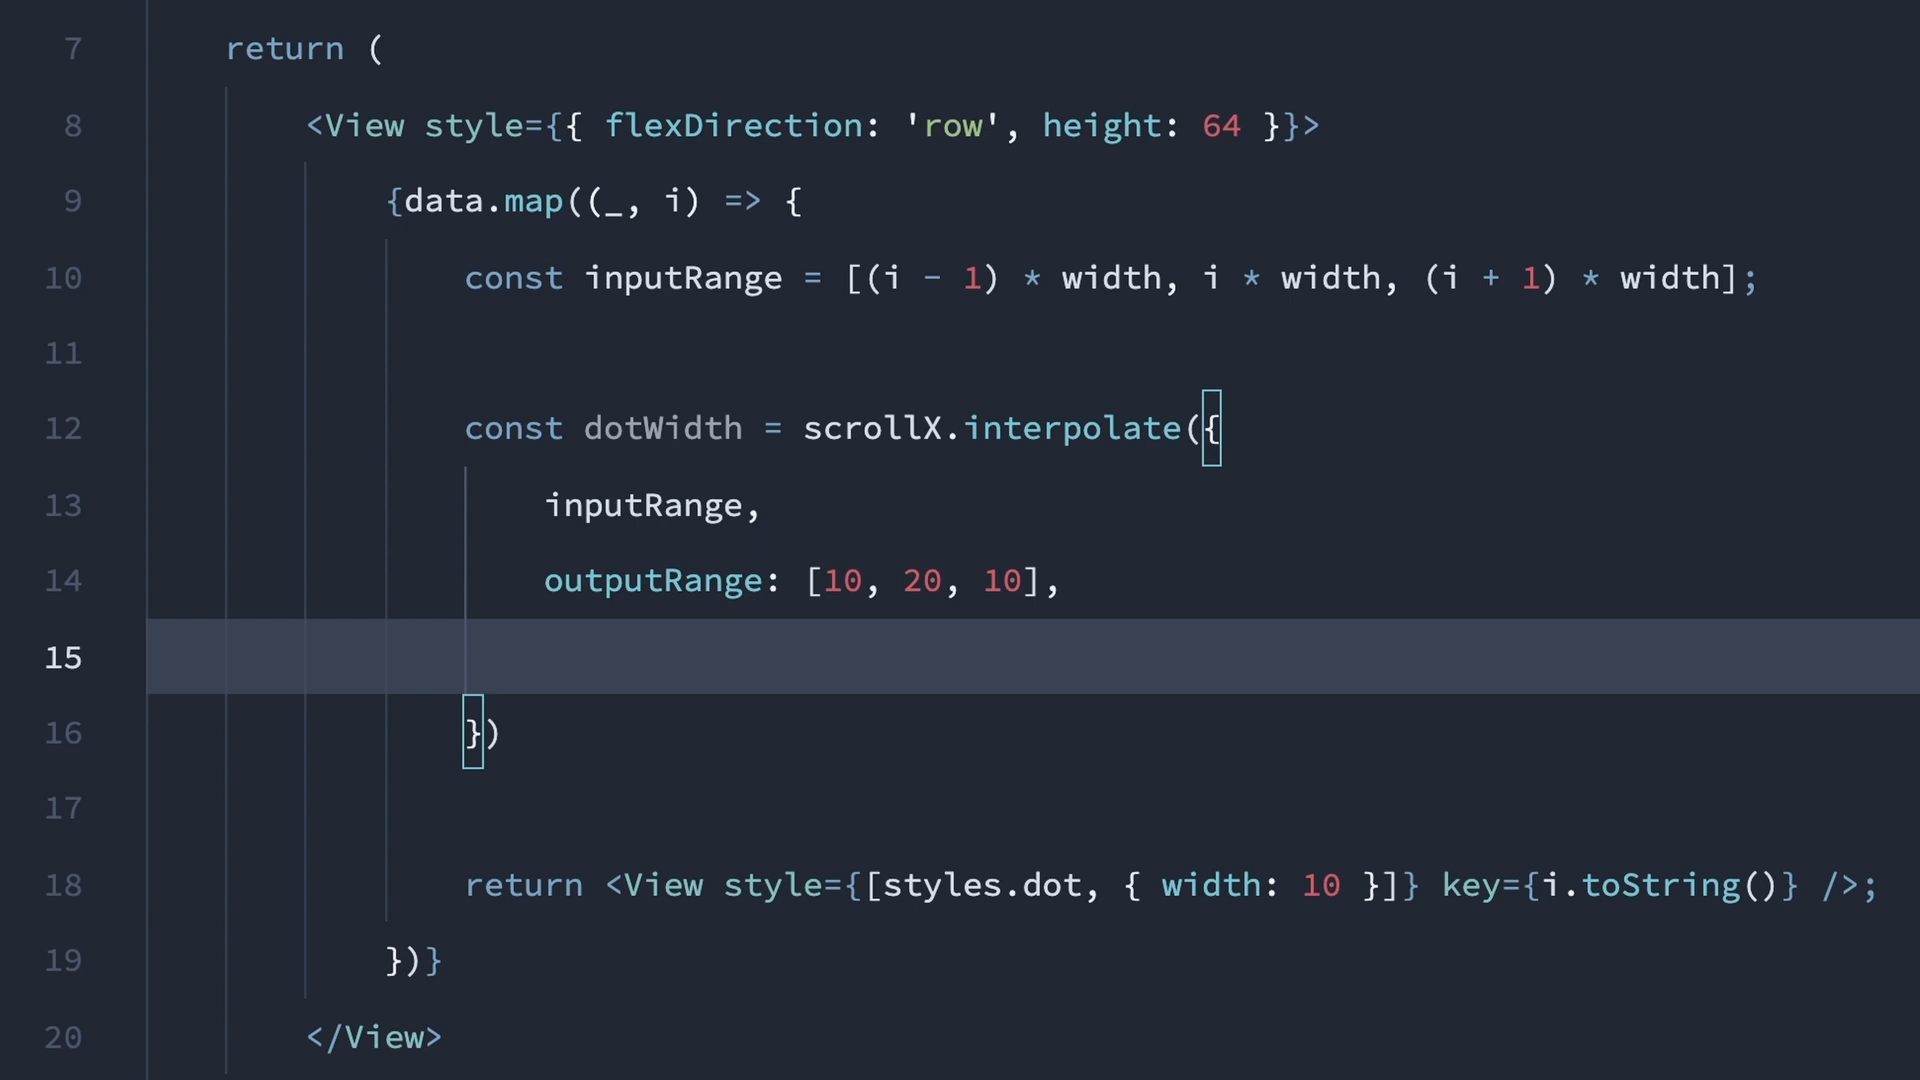 7 return (
8 <View style={{ flexDirection: 'row', height: 64 }}>
9 {data.map((_, i) => {
10 const inputRange = [(i - 1) * width, i * width, (i + 1) * width];
11
12 const dotWidth = scrollX.interpolate({
13 inputRange,
14 outputRange: [10, 20, 10],
15
16 })
17
18 return <View style={[styles.dot, { width: 10 }]} key={i.toString()} />;
19 })}
20 </View>